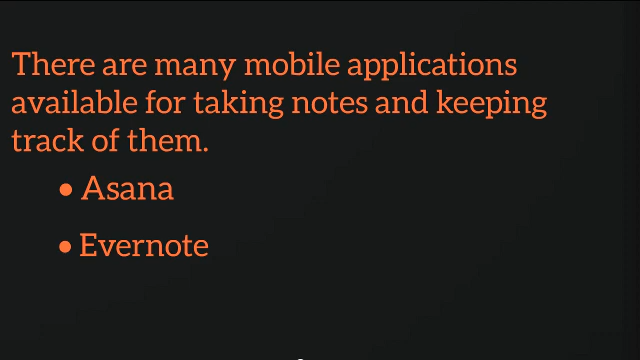 There are many mobile applications
available for taking notes and keeping
track of them.
• Asana
• Evernote